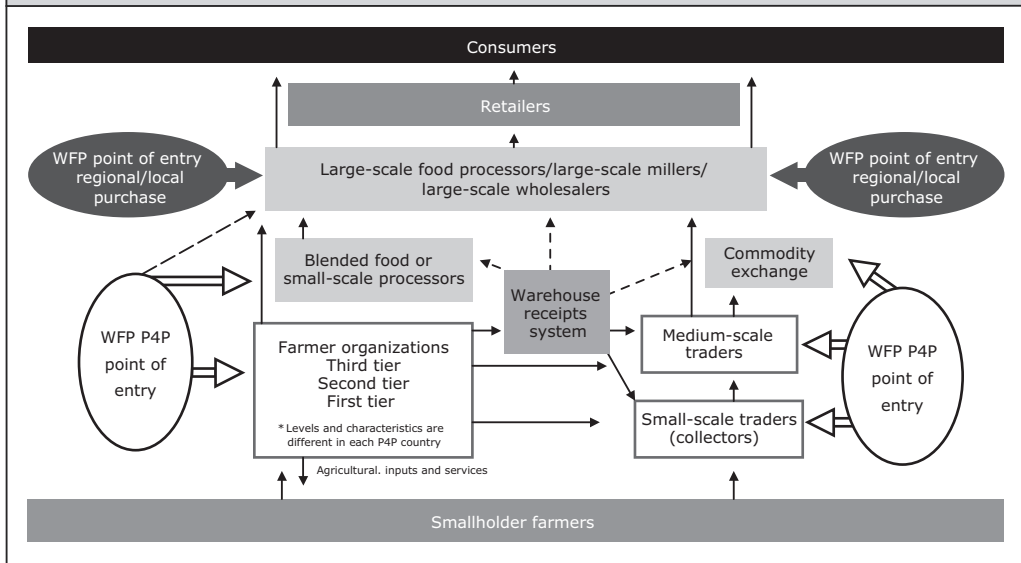 Consumers
Retailers
WFP point of entry
regional/local
purchase
Large-scale food processors/large-scale millers/
large-scale wholesalers
WFP point of entry
regional/local
purchase
Blended food or
small-scale processors
Commodity
exchange
Warehouse
receipts
system
WFP P4P
point of
entry
Farmer organizations
Third tier
Second tier
First tier
* Levels and characteristics are
different in each P4P country
Medium-scale
traders
Small-scale traders
(collectors)
WFP P4P
point of
entry
Agricultural. inputs and services
Smallholder farmers